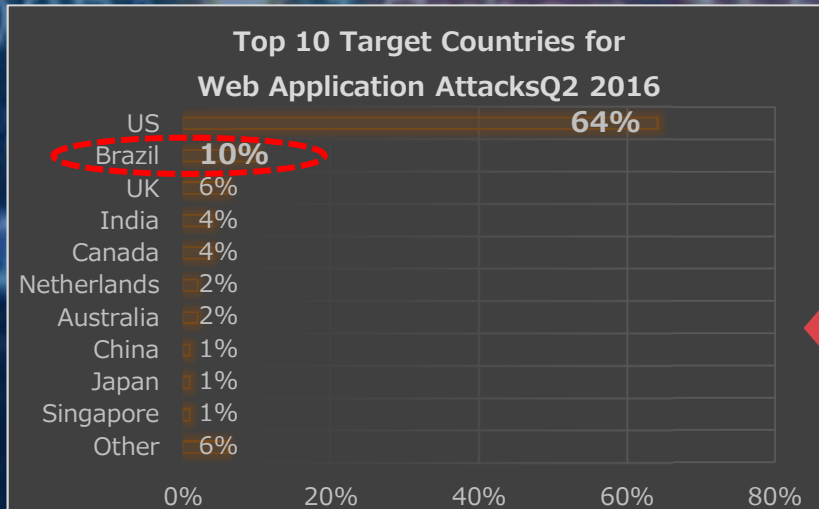 Top 10 Target Countries for
Web Application AttacksQ2 2016
US 64%
Brazil 10%
UK 6%
India 4%
Canada 4%
Netherlands 2%
Australia 2%
China 1%
Japan 1%
Singapore 1%
Other 6%
0% 20% 40% 60% 80%